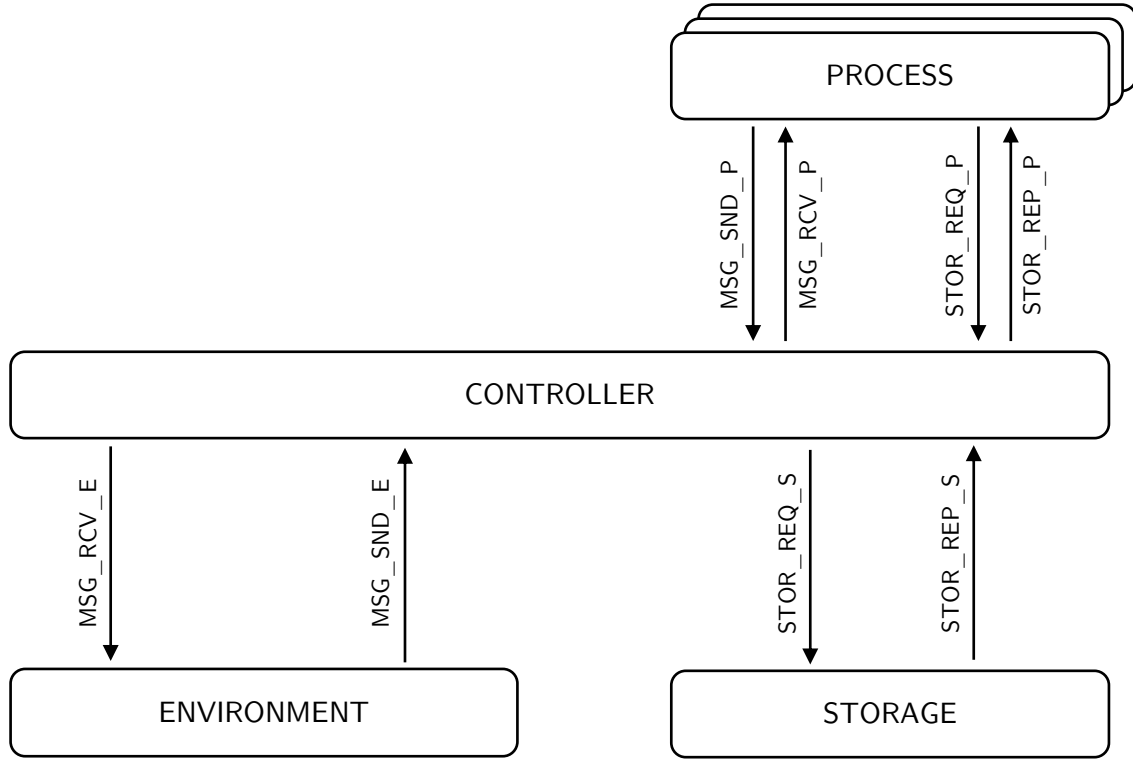 PROCESS
MSG_SND_P
MSG_RCV_P
STOR_REQ_P
STOR_REP_P
CONTROLLER
MSG_RCV_E
MSG_SND_E
STOR_REQ_S
STOR_REP_S
ENVIRONMENT
STORAGE